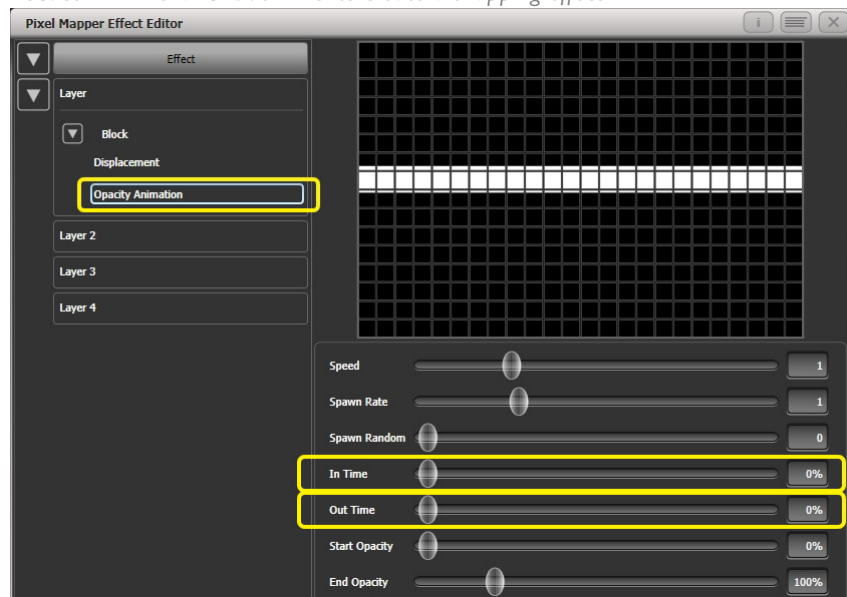 Pixel Mapper Effect Editor
Effect
Layer
Block
Displacement
Opacity Animation
Layer 2
Layer 3
Layer 4
Speed 1
Spawn Rate 1
Spawn Random 0
In Time 0%
Out Time 0%
Start Opacity 0%
End Opacity 100%